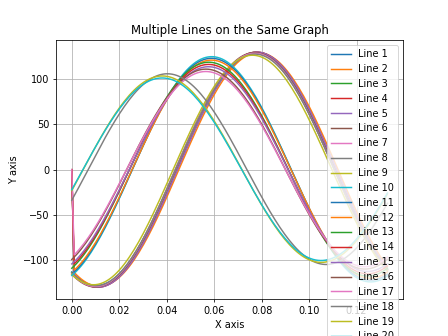 Multiple Lines on the Same Graph
Y axis
100
50
0
−50
−100
0.00
0.02
0.04
0.06
0.08
0.10
X axis
Line 1
Line 2
Line 3
Line 4
Line 5
Line 6
Line 7
Line 8
Line 9
Line 10
Line 11
Line 12
Line 13
Line 14
Line 15
Line 16
Line 17
Line 18
Line 19
Line 20